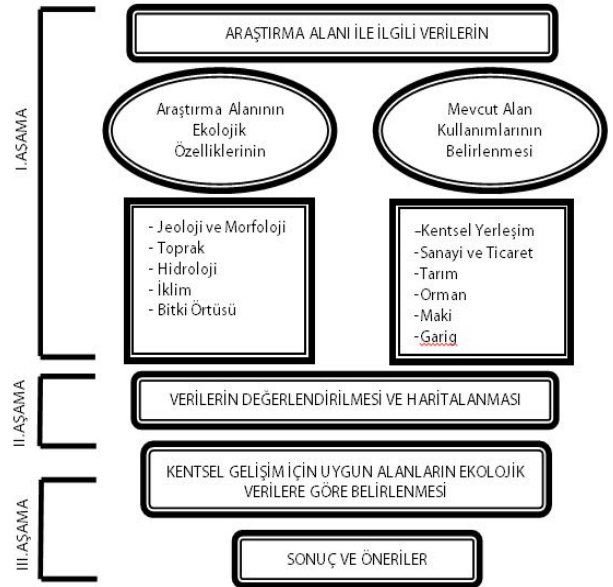 I.AŞAMA
ARAŞTIRMA ALANI İLE İLGİLİ VERİLERİN
Araştırma Alanının
Ekolojik
Özelliklerinin
Mevcut Alan
Kullanımlarının
Belirlenmesi
- Jeoloji ve Morfoloji
- Toprak
- Hidroloji
- İklim
- Bitki Örtüsü
-Kentsel Yerleşim
-Sanayi ve Ticaret
-Tarım
-Orman
-Maki
-Garig
II.AŞAMA
VERİLERİN DEĞERLENDİRİLMESİ VE HARİTALANMASI
III.AŞAMA
KENTSEL GELİŞİM İÇİN UYGUN ALANLARIN EKOLOJİK
VERİLERE GÖRE BELİRLENMESİ
SONUÇ VE ÖNERİLER